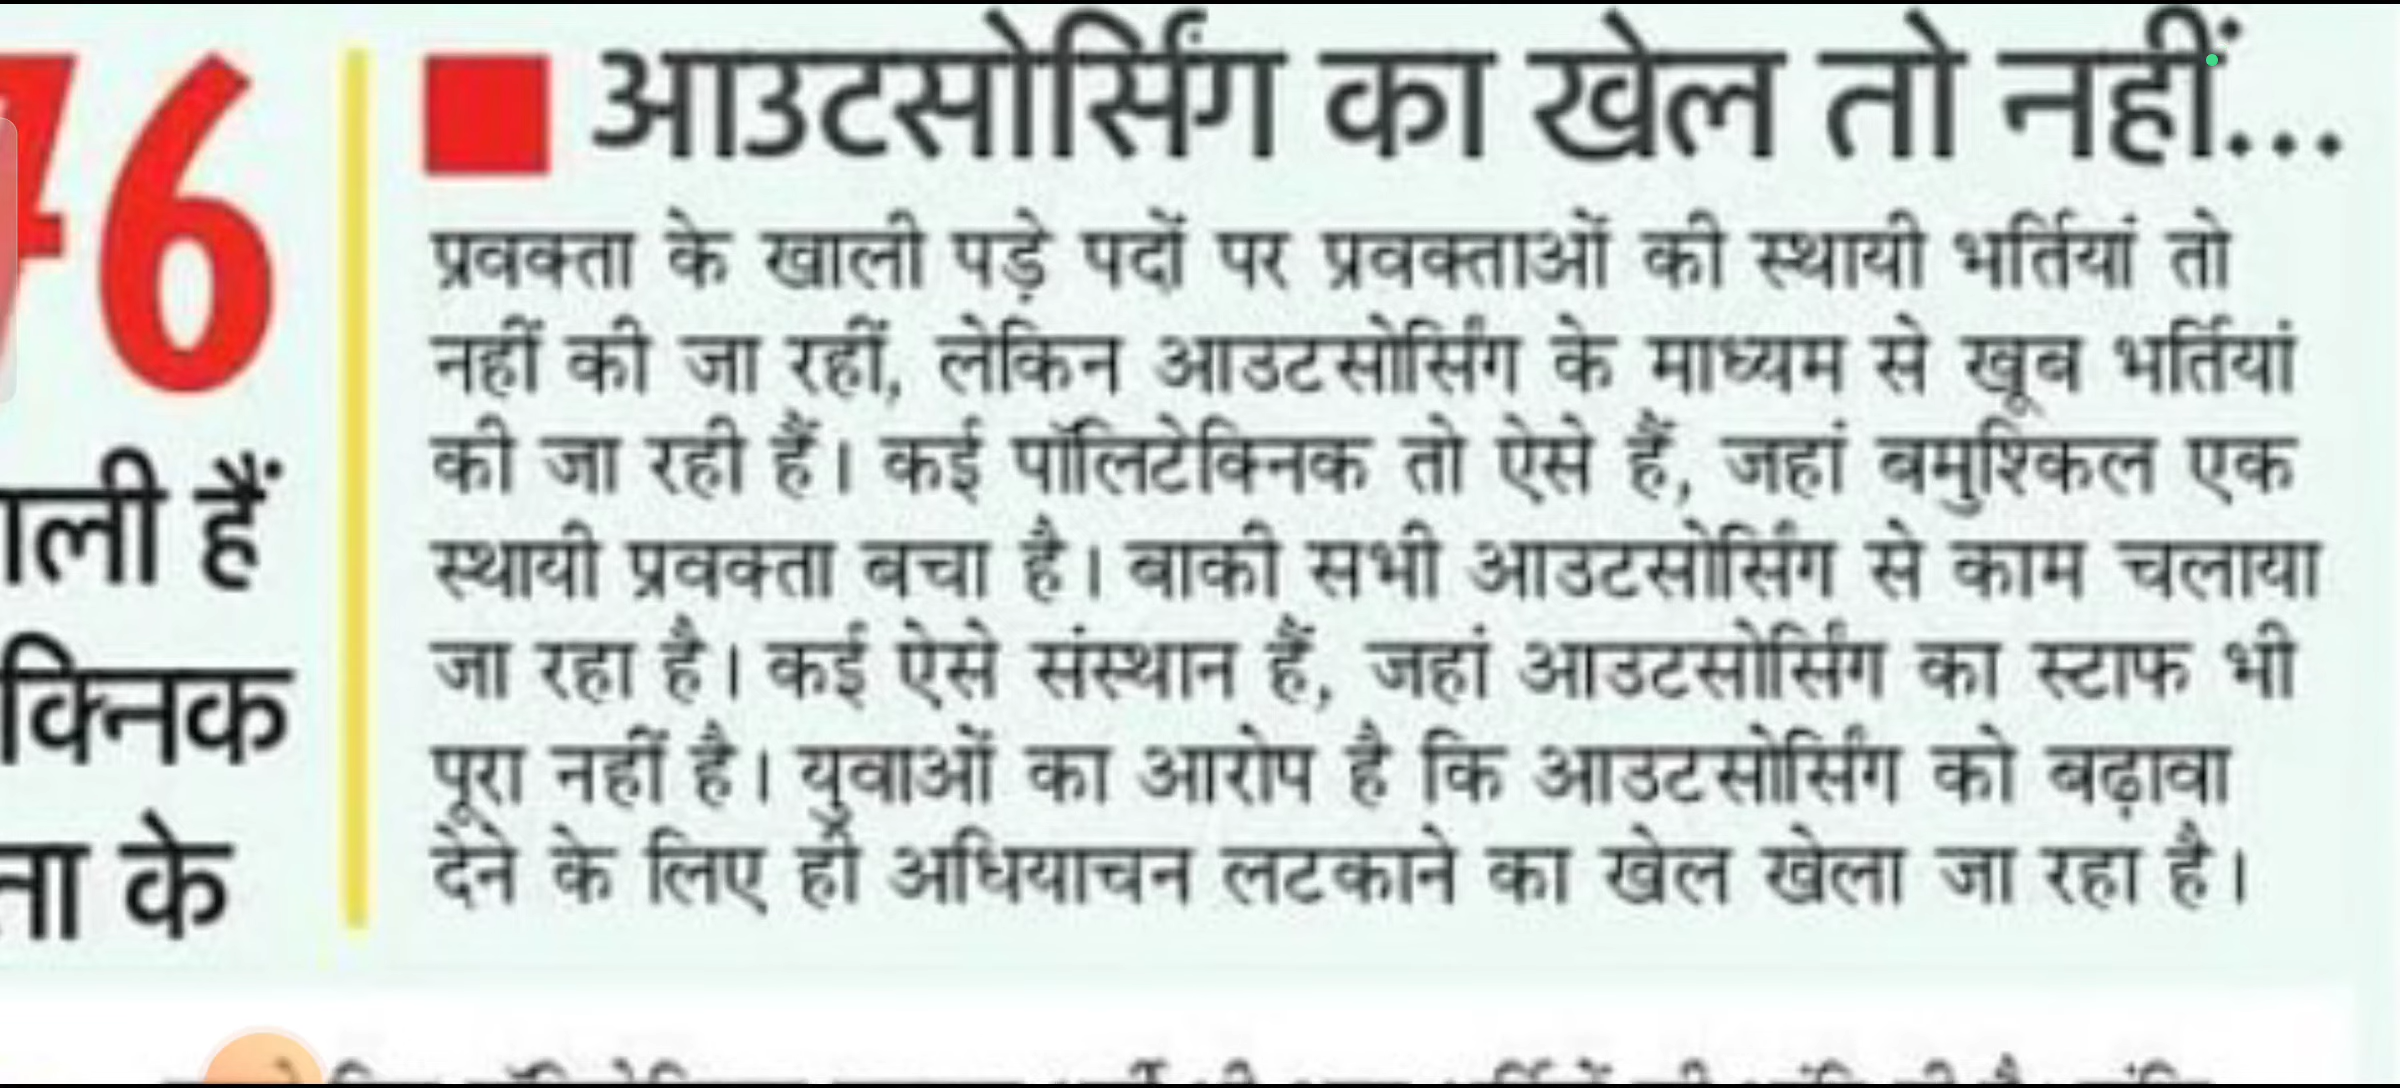 6
■ आउटसोर्सिंग का खेल तो नहीं...
प्रवक्ता के खाली पड़े पदों पर प्रवक्ताओं की स्थायी भर्तियां तो
नहीं की जा रहीं, लेकिन आउटसोर्सिंग के माध्यम से खूब भर्तियां
की जा रही हैं। कई पॉलिटेक्निक तो ऐसे हैं, जहां बमुश्किल एक
स्थायी प्रवक्ता बचा है। बाकी सभी आउटसोर्सिंग से काम चलाया
जा रहा है। कई ऐसे संस्थान हैं, जहां आउटसोर्सिंग का स्टाफ भी
पूरा नहीं है। युवाओं का आरोप है कि आउटसोर्सिंग को बढ़ावा
देने के लिए ही अधियाचन लटकाने का खेल खेला जा रहा है।
हैं
के